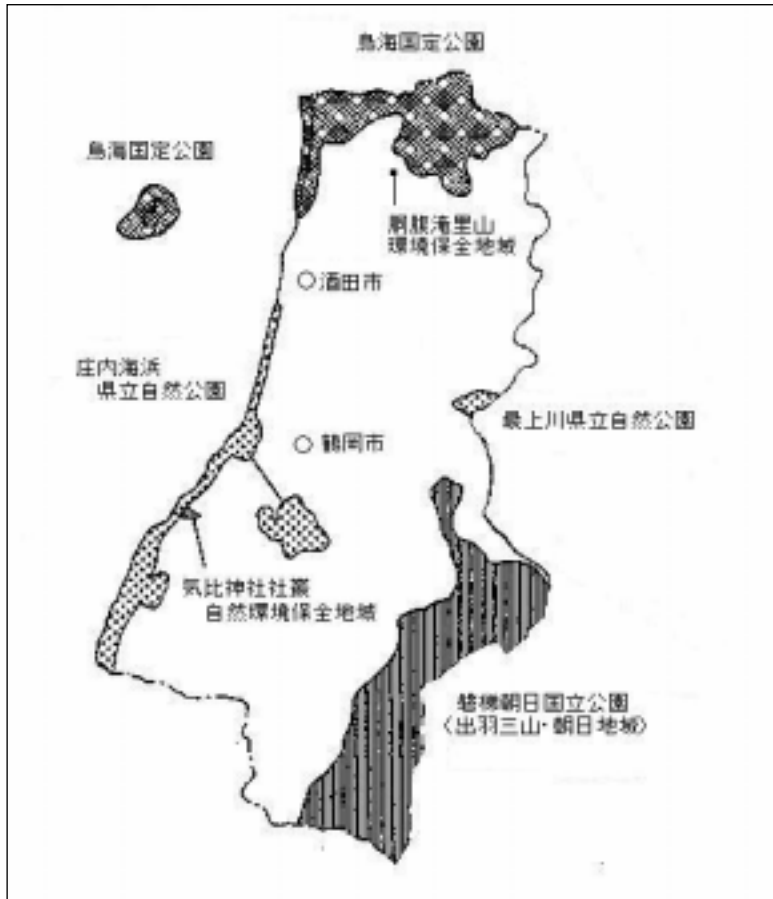 鳥海国定公園
鳥海国定公園
胴腹滝里山
環境保全地域
酒田市
庄内海浜
県立自然公園
最上川県立自然公園
鶴岡市
気比神社社叢
自然環境保全地域
磐梯朝日国立公園
(出羽三山・朝日地域)